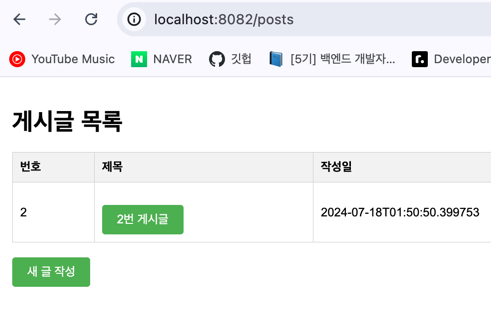 localhost:8082/posts
YouTube Music NAVER 깃헙 [5기] 백엔드 개발자... Developer
게시글 목록
번호 제목 작성일
2 2번 게시글 2024-07-18T01:50:50.399753
새 글 작성